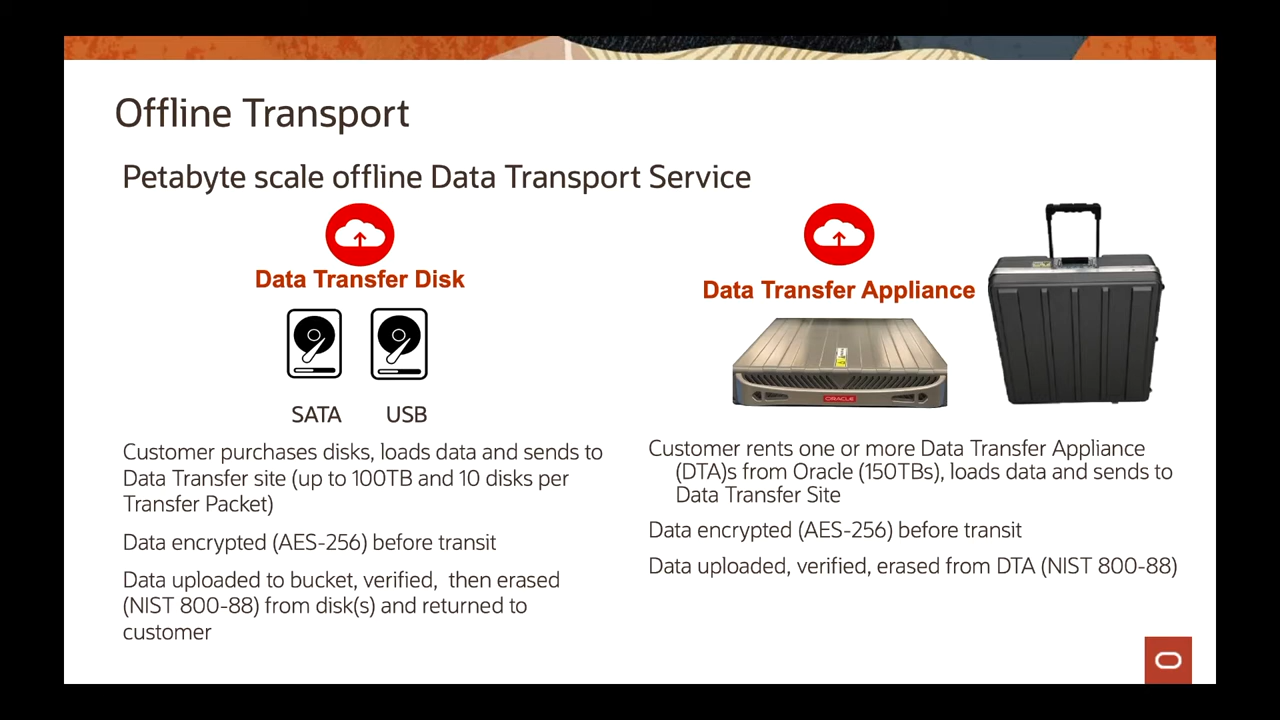 Offline Transport
Petabyte scale offline Data Transport Service
Data Transfer Disk
SATA
USB
Customer purchases disks, loads data and sends to
Data Transfer site (up to 100TB and 10 disks per
Transfer Packet)
Data encrypted (AES-256) before transit
Data uploaded to bucket, verified, then erased
(NIST 800-88) from disk(s) and returned to
customer
Data Transfer Appliance
ORACLE
Customer rents one or more Data Transfer Appliance
(DTA)s from Oracle (150TBs), loads data and sends to
Data Transfer Site
Data encrypted (AES-256) before transit
Data uploaded, verified, erased from DTA (NIST 800-88)